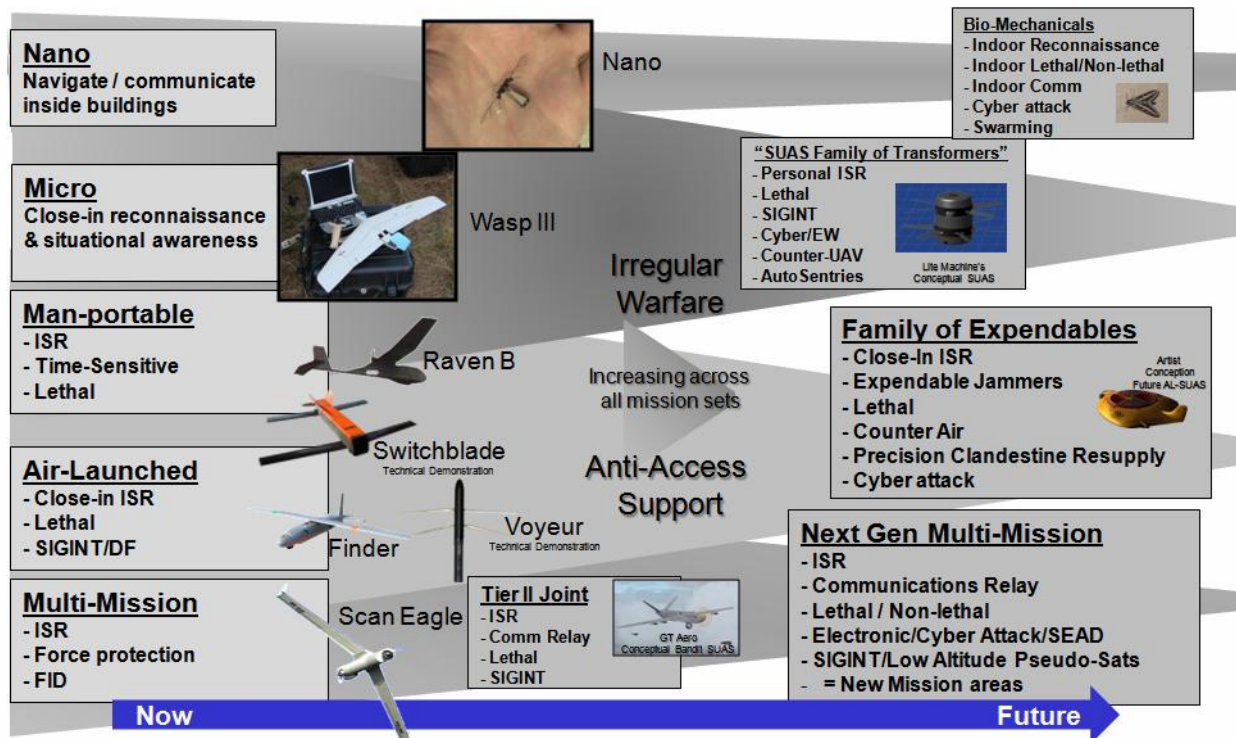 Nano
Navigate / communicate
inside buildings
Nano
Bio-Mechanicals
- Indoor Reconnaissance
- Indoor Lethal/Non-lethal
- Indoor Comm
- Cyber attack
- Swarming
Micro
Close-in reconnaissance
& situational awareness
Wasp III
“SUAS Family of Transformers”
- Personal ISR
- Lethal
- SIGINT
- Cyber/EW
- Counter-UAV
- Auto Sentries
Lite Machine's
Conceptual SUAS
Irregular
Warfare
Man-portable
- ISR
- Time-Sensitive
- Lethal
Raven B
Switchblade
Technical Demonstration
Increasing across
all mission sets
Family of Expendables
- Close-In ISR
- Expendable Jammers
- Lethal
- Counter Air
- Precision Clandestine Resupply
- Cyber attack
Artist
Conception
Future AL-SUAS
Air-Launched
- Close-in ISR
- Lethal
- SIGINT/DF
Finder
Voyeur
Technical Demonstration
Anti-Access
Support
Multi-Mission
- ISR
- Force protection
- FID
Scan Eagle
Tier II Joint
- ISR
- Comm Relay
- Lethal
- SIGINT
GT Aero
Conceptual Bandit SUAS
Next Gen Multi-Mission
- ISR
- Communications Relay
- Lethal / Non-lethal
- Electronic/Cyber Attack/SEAD
- SIGINT/Low Altitude Pseudo-Sats
- = New Mission areas
Now
Future